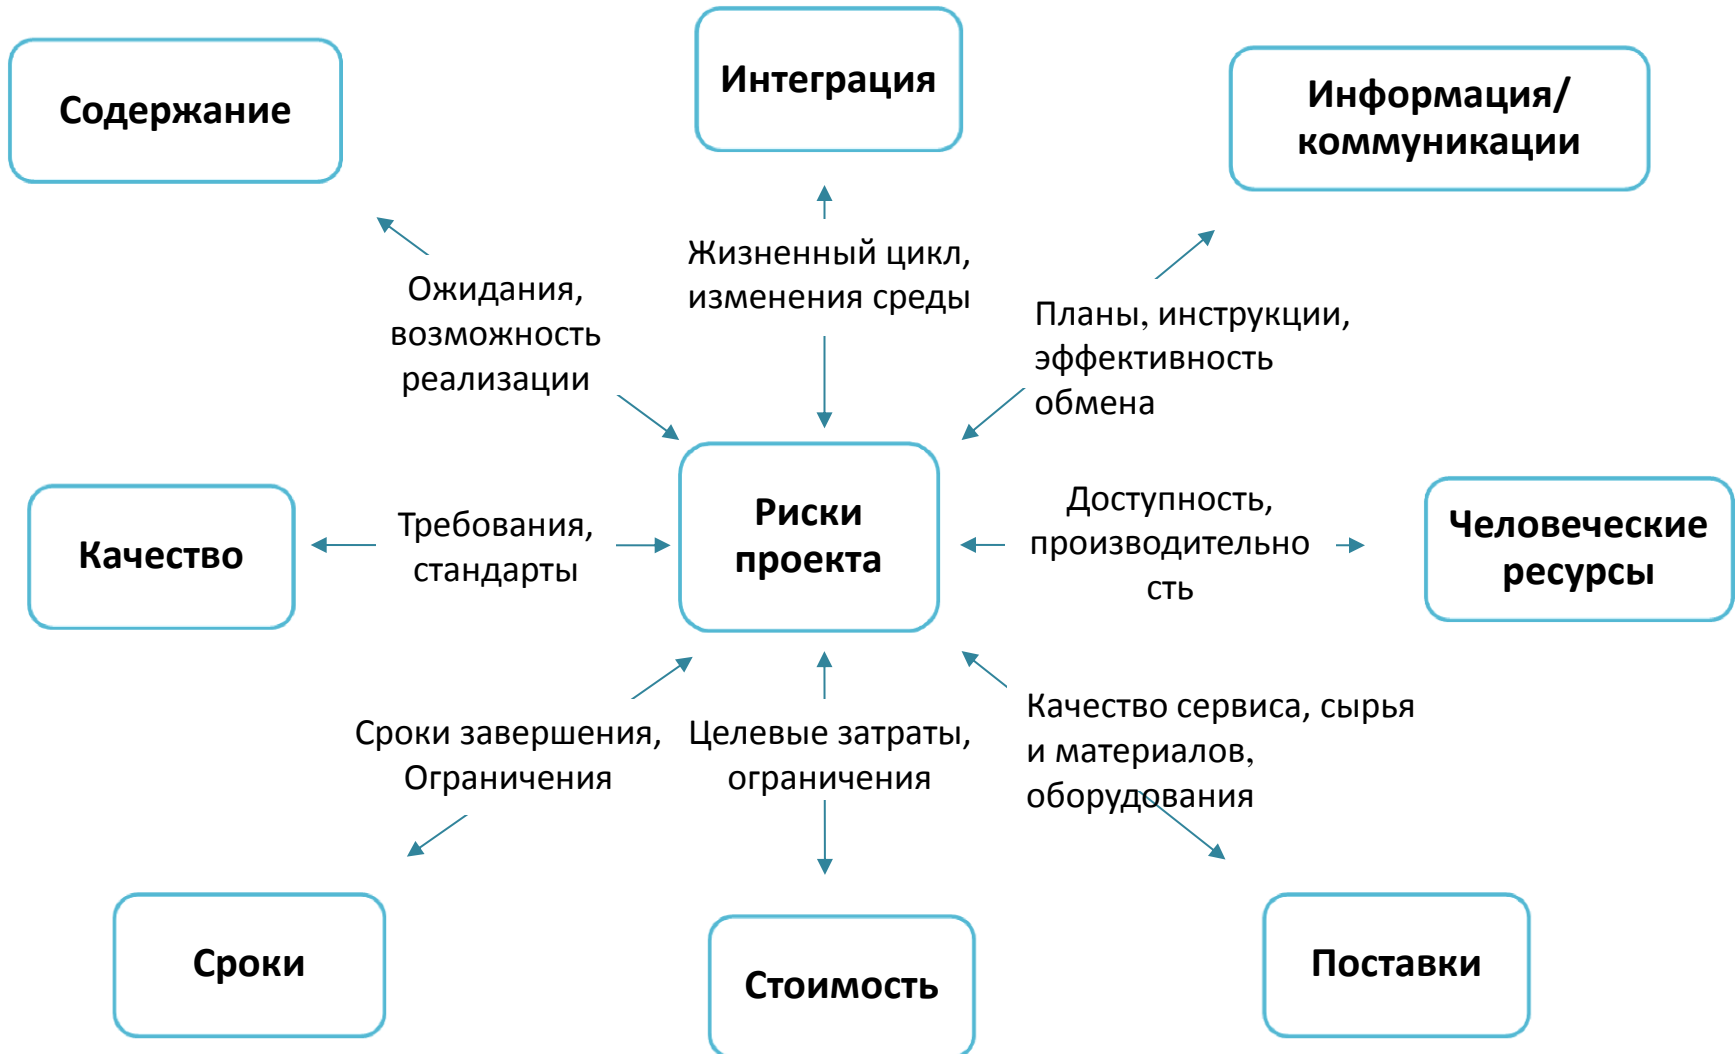 Интеграция
Содержание
Информация/
коммуникации
Жизненный цикл,
изменения среды
Ожидания,
возможность
реализации
Планы, инструкции,
эффективность
обмена
Качество
Требования,
стандарты
Риски
проекта
Доступность,
производительно
сть
Человеческие
ресурсы
Сроки завершения,
Ограничения
Целевые затраты,
ограничения
Качество сервиса, сырья
и материалов,
оборудования
Сроки
Стоимость
Поставки